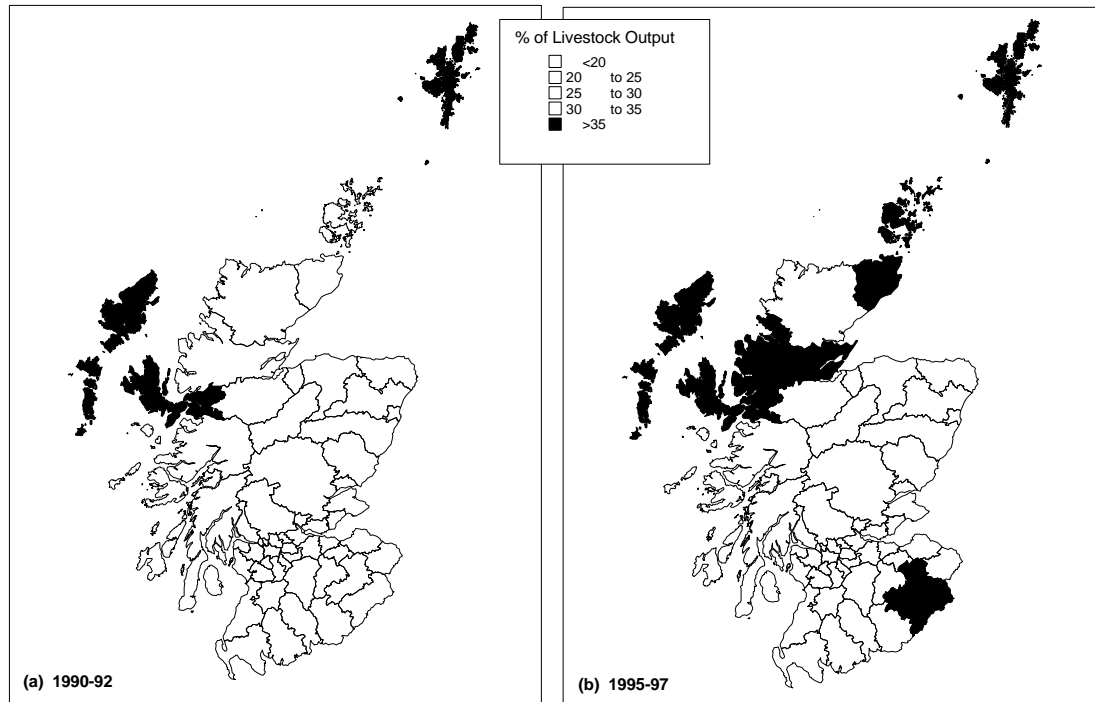 % of Livestock Output
<20
20 to 25
25 to 30
30 to 35
>35
(a) 1990-92
(b) 1995-97